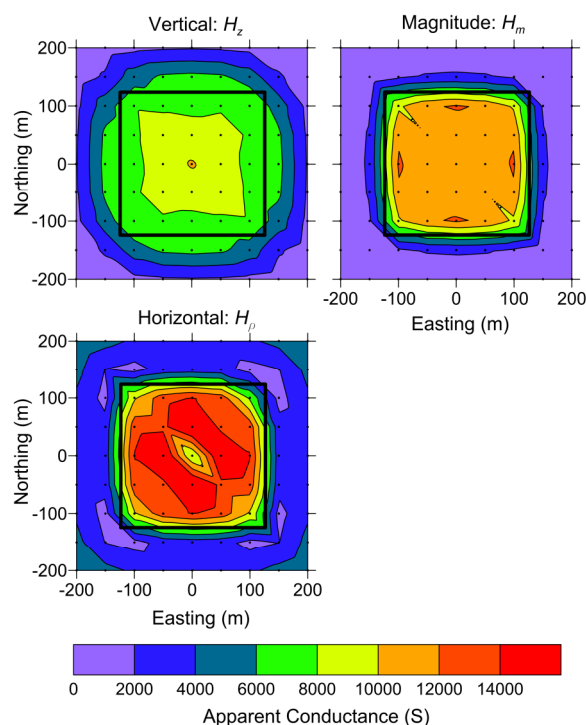 Vertical: Hz
Magnitude: Hm
200
100
0
-100
-200
Northing (m)
-200 -100 0 100 200
Easting (m)
Horizontal: Hρ
200
100
0
-100
-200
Northing (m)
-200 -100 0 100 200
Easting (m)
0 2000 4000 6000 8000 10000 12000 14000
Apparent Conductance (S)